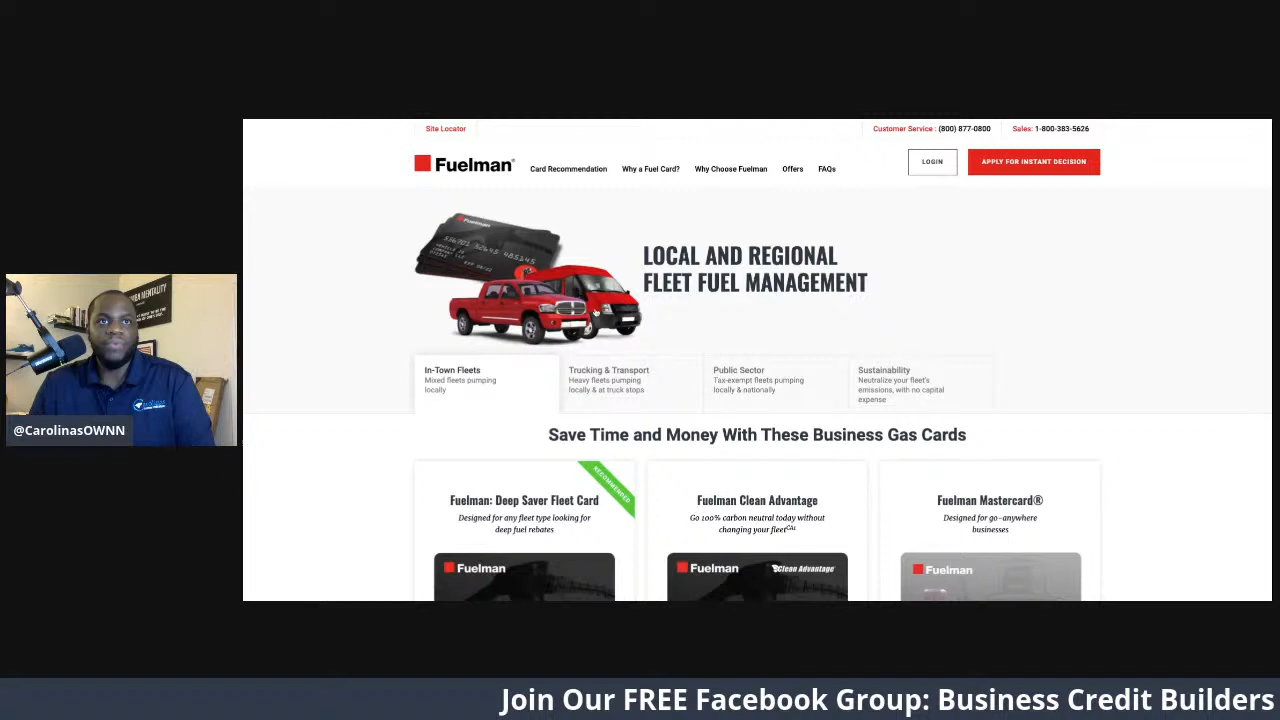 Site Locator
Customer Service : (800) 877-0800
Sales: 1-800-383-5626
Fuelman
Card Recommendation
Why a Fuel Card?
Why Choose Fuelman
Offers
FAQs
LOGIN
APPLY FOR INSTANT DECISION
LOCAL AND REGIONAL
FLEET FUEL MANAGEMENT
In-Town Fleets
Mixed fleets pumping
locally
Trucking & Transport
Heavy fleets pumping
locally & at truck stops
Public Sector
Tax-exempt fleets pumping
locally & nationally
Sustainability
Neutralize your fleet's
emissions, with no capital
expense
MENTALITY
@CarolinasOWNN
Save Time and Money With These Business Gas Cards
RECOMMENDED
Fuelman: Deep Saver Fleet Card
Designed for any fleet type looking for
deep fuel rebates
Fuelman
Fuelman Clean Advantage
Go 100% carbon neutral today without
changing your fleetCA1
Fuelman
Clean Advantage
Fuelman Mastercard®
Designed for go-anywhere
businesses
Fuelman
Join Our FREE Facebook Group: Business Credit Builders